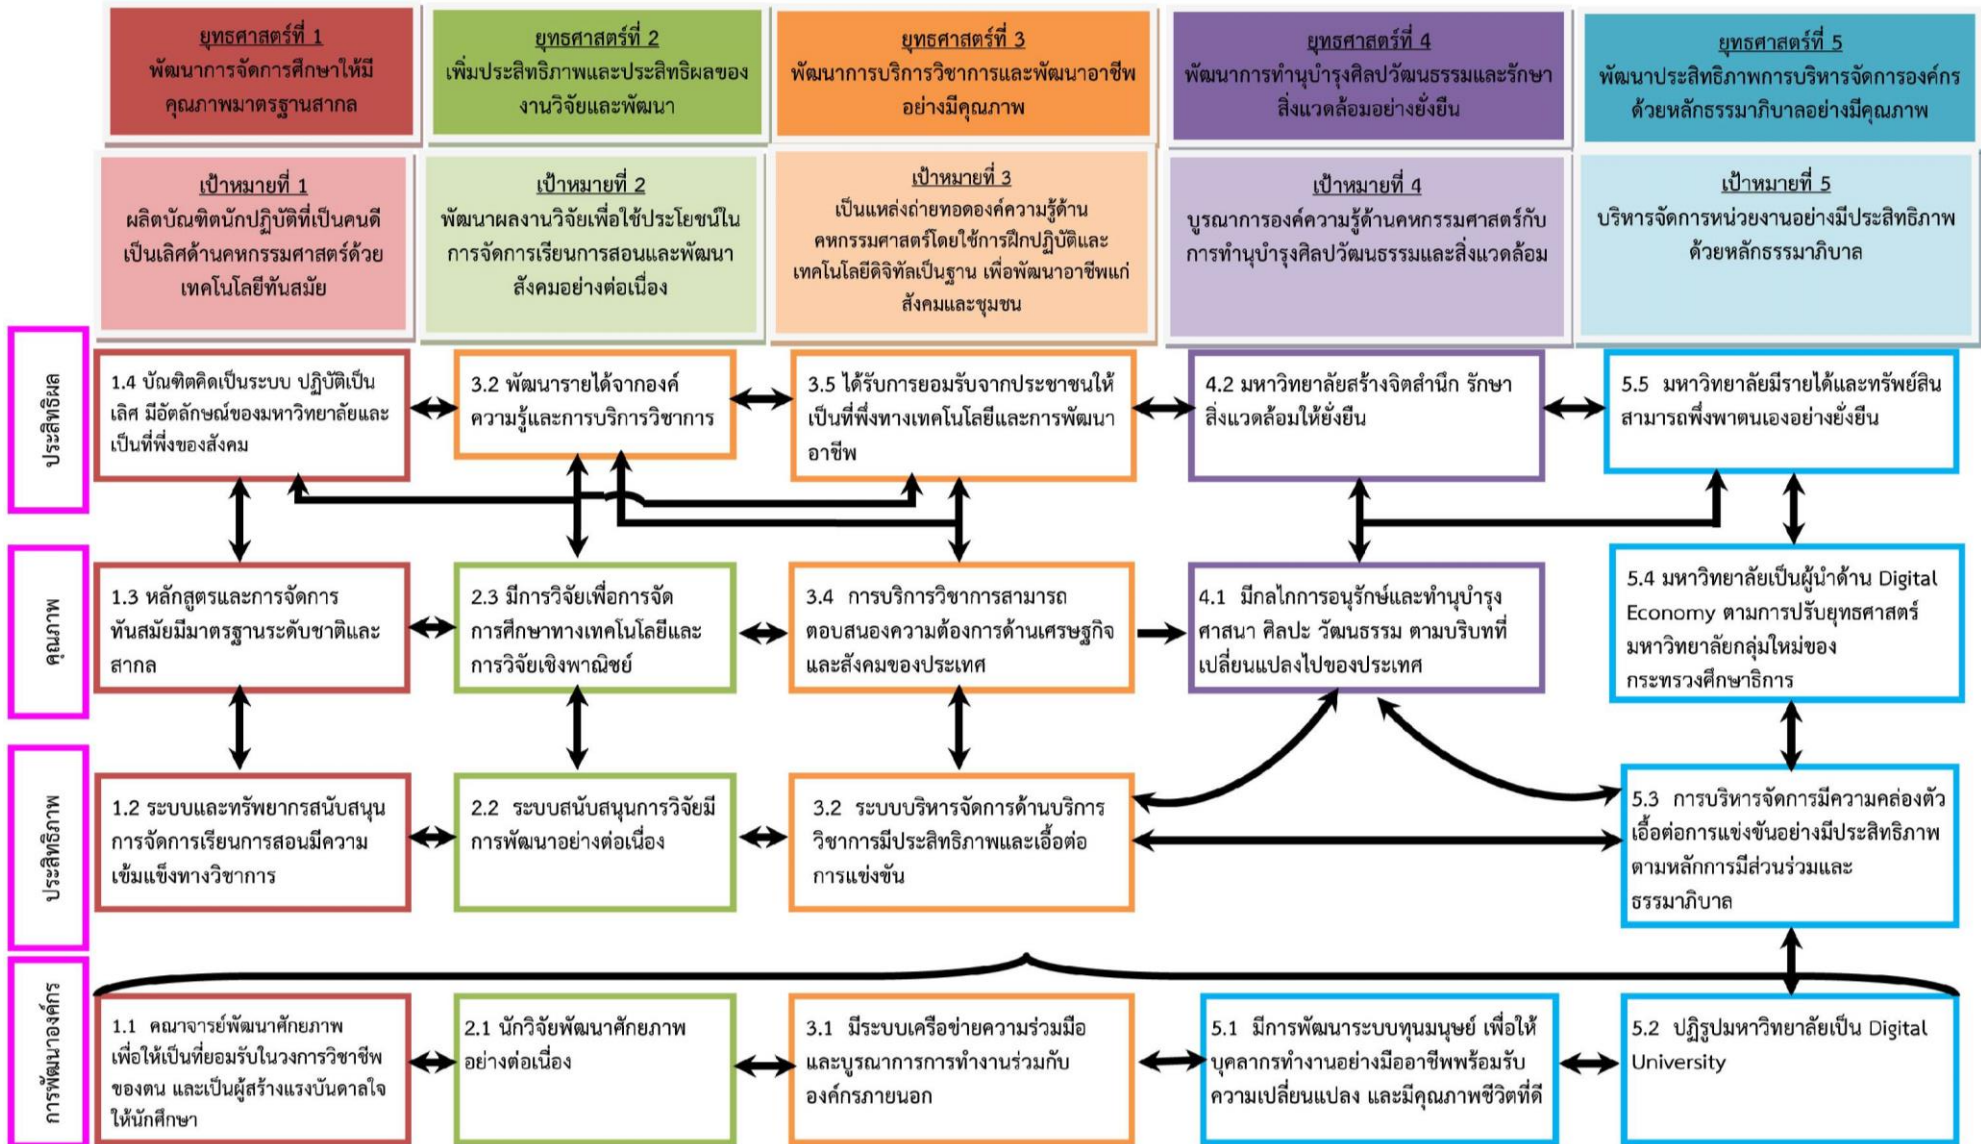 ยุทธศาสตร์ที่ 1
พัฒนาการจัดการศึกษาให้มี
คุณภาพมาตรฐานสากล
ยุทธศาสตร์ที่ 2
เพิ่มประสิทธิภาพและประสิทธิผลของ
งานวิจัยและพัฒนา
ยุทธศาสตร์ที่ 3
พัฒนาการบริการวิชาการและพัฒนาอาชีพ
อย่างมีคุณภาพ
ยุทธศาสตร์ที่ 4
พัฒนาการทำนุบำรุงศิลปวัฒนธรรมและรักษา
สิ่งแวดล้อมอย่างยั่งยืน
ยุทธศาสตร์ที่ 5
พัฒนาประสิทธิภาพการบริหารจัดการองค์กร
ด้วยหลักธรรมาภิบาลอย่างมีคุณภาพ
เป้าหมายที่ 1
ผลิตบัณฑิตนักปฏิบัติที่เป็นคนดี
เป็นเลิศด้านคหกรรมศาสตร์ด้วย
เทคโนโลยีทันสมัย
เป้าหมายที่ 2
พัฒนาผลงานวิจัยเพื่อใช้ประโยชน์ใน
การจัดการเรียนการสอนและพัฒนา
สังคมอย่างต่อเนื่อง
เป้าหมายที่ 3
เป็นแหล่งถ่ายทอดองค์ความรู้ด้าน
คหกรรมศาสตร์โดยใช้การฝึกปฏิบัติและ
เทคโนโลยีดิจิทัลเป็นฐาน เพื่อพัฒนาอาชีพแก่
สังคมและชุมชน
เป้าหมายที่ 4
บูรณาการองค์ความรู้ด้านคหกรรมศาสตร์กับ
การทำนุบำรุงศิลปวัฒนธรรมและสิ่งแวดล้อม
เป้าหมายที่ 5
บริหารจัดการหน่วยงานอย่างมีประสิทธิภาพ
ด้วยหลักธรรมาภิบาล
ประสิทธิผล
1.4 บัณฑิตคิดเป็นระบบ ปฏิบัติเป็น
เลิศ มีอัตลักษณ์ของมหาวิทยาลัยและ
เป็นที่พึ่งของสังคม
3.2 พัฒนารายได้จากองค์
ความรู้และการบริการวิชาการ
3.5 ได้รับการยอมรับจากประชาชนให้
เป็นที่พึ่งทางเทคโนโลยีและการพัฒนา
อาชีพ
4.2 มหาวิทยาลัยสร้างจิตสำนึก รักษา
สิ่งแวดล้อมให้ยั่งยืน
5.5 มหาวิทยาลัยมีรายได้และทรัพย์สิน
สามารถพึ่งพาตนเองอย่างยั่งยืน
คุณภาพ
1.3 หลักสูตรและการจัดการ
ทันสมัยมีมาตรฐานระดับชาติและ
สากล
2.3 มีการวิจัยเพื่อการจัด
การศึกษาทางเทคโนโลยีและ
การวิจัยเชิงพาณิชย์
3.4 การบริการวิชาการสามารถ
ตอบสนองความต้องการด้านเศรษฐกิจ
และสังคมของประเทศ
4.1 มีกลไกการอนุรักษ์และทำนุบำรุง
ศาสนา ศิลปะ วัฒนธรรม ตามบริบทที่
เปลี่ยนแปลงไปของประเทศ
5.4 มหาวิทยาลัยเป็นผู้นำด้าน Digital
Economy ตามการปรับยุทธศาสตร์
มหาวิทยาลัยกลุ่มใหม่ของ
กระทรวงศึกษาธิการ
ประสิทธิภาพ
1.2 ระบบและทรัพยากรสนับสนุน
การจัดการเรียนการสอนมีความ
เข้มแข็งทางวิชาการ
2.2 ระบบสนับสนุนการวิจัยมี
การพัฒนาอย่างต่อเนื่อง
3.2 ระบบบริหารจัดการด้านบริการ
วิชาการมีประสิทธิภาพและเอื้อต่อ
การแข่งขัน
5.3 การบริหารจัดการมีความคล่องตัว
เอื้อต่อการแข่งขันอย่างมีประสิทธิภาพ
ตามหลักการมีส่วนร่วมและ
ธรรมาภิบาล
การพัฒนาองค์กร
1.1 คณาจารย์พัฒนาศักยภาพ
เพื่อให้เป็นที่ยอมรับในวงการวิชาชีพ
ของตน และเป็นผู้สร้างแรงบันดาลใจ
ให้นักศึกษา
2.1 นักวิจัยพัฒนาศักยภาพ
อย่างต่อเนื่อง
3.1 มีระบบเครือข่ายความร่วมมือ
และบูรณาการการทำงานร่วมกับ
องค์กรภายนอก
5.1 มีการพัฒนาระบบทุนมนุษย์ เพื่อให้
บุคลากรทำงานอย่างมืออาชีพพร้อมรับ
ความเปลี่ยนแปลง และมีคุณภาพชีวิตที่ดี
5.2 ปฏิรูปมหาวิทยาลัยเป็น Digital
University